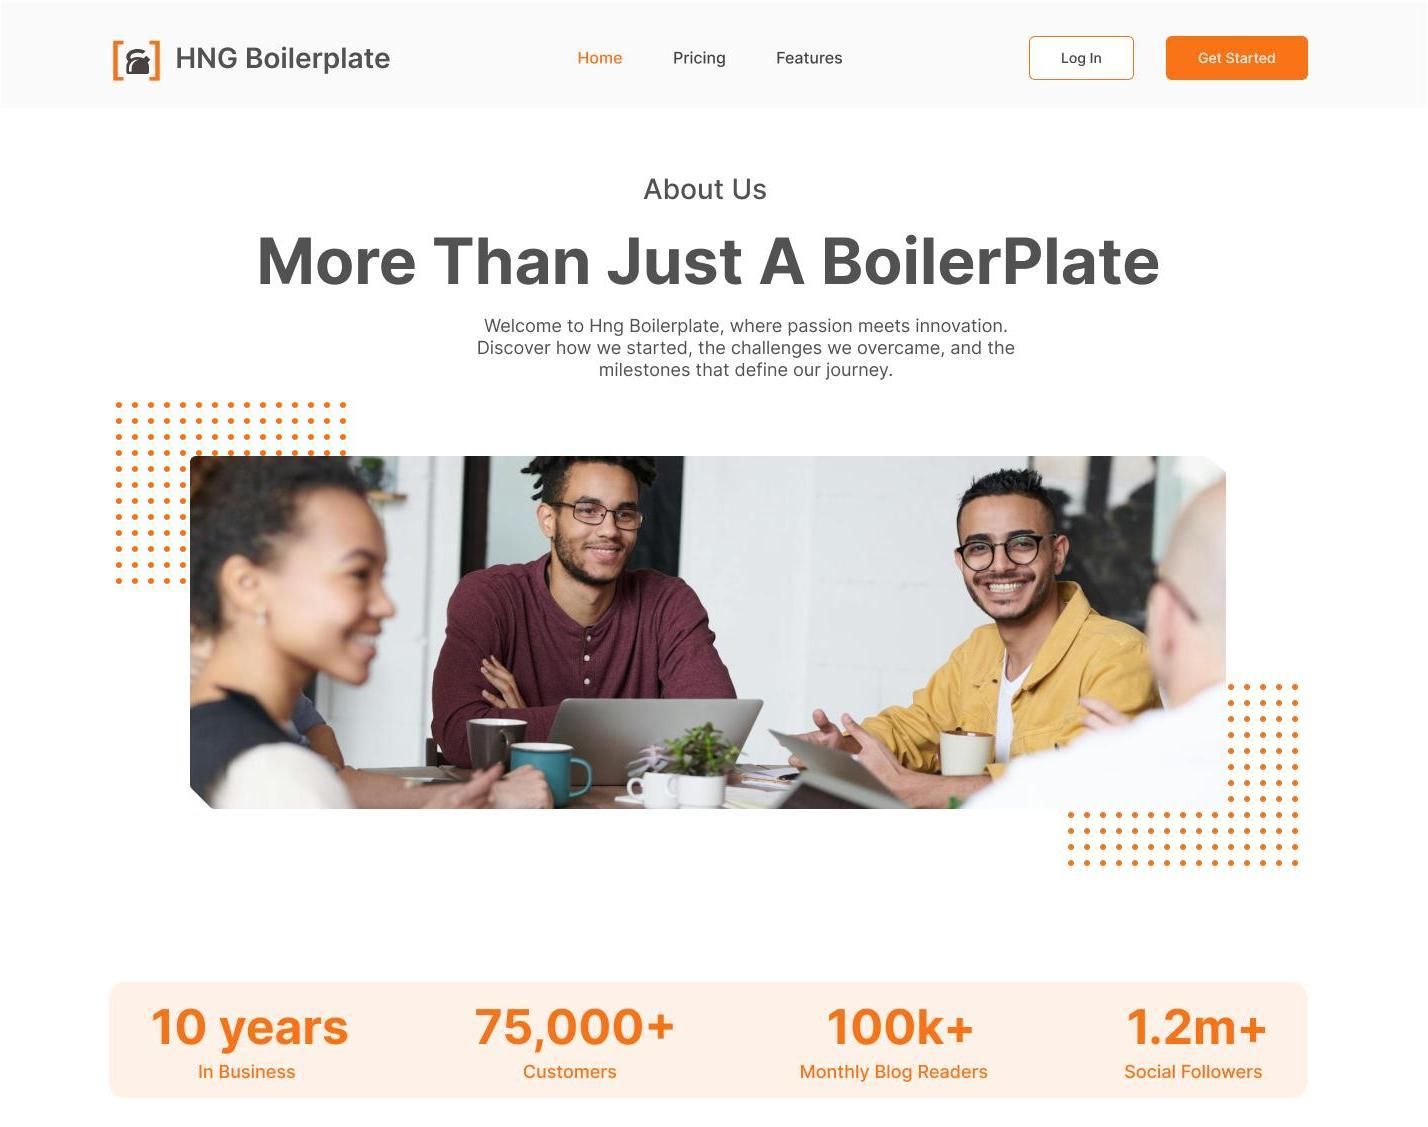 HNG Boilerplate
Home
Pricing
Features
Log In
Get Started
About Us
More Than Just A BoilerPlate
Welcome to Hng Boilerplate, where passion meets innovation.
Discover how we started, the challenges we overcame, and the
milestones that define our journey.
10 years
In Business
75,000+
Customers
100k+
Monthly Blog Readers
1.2m+
Social Followers